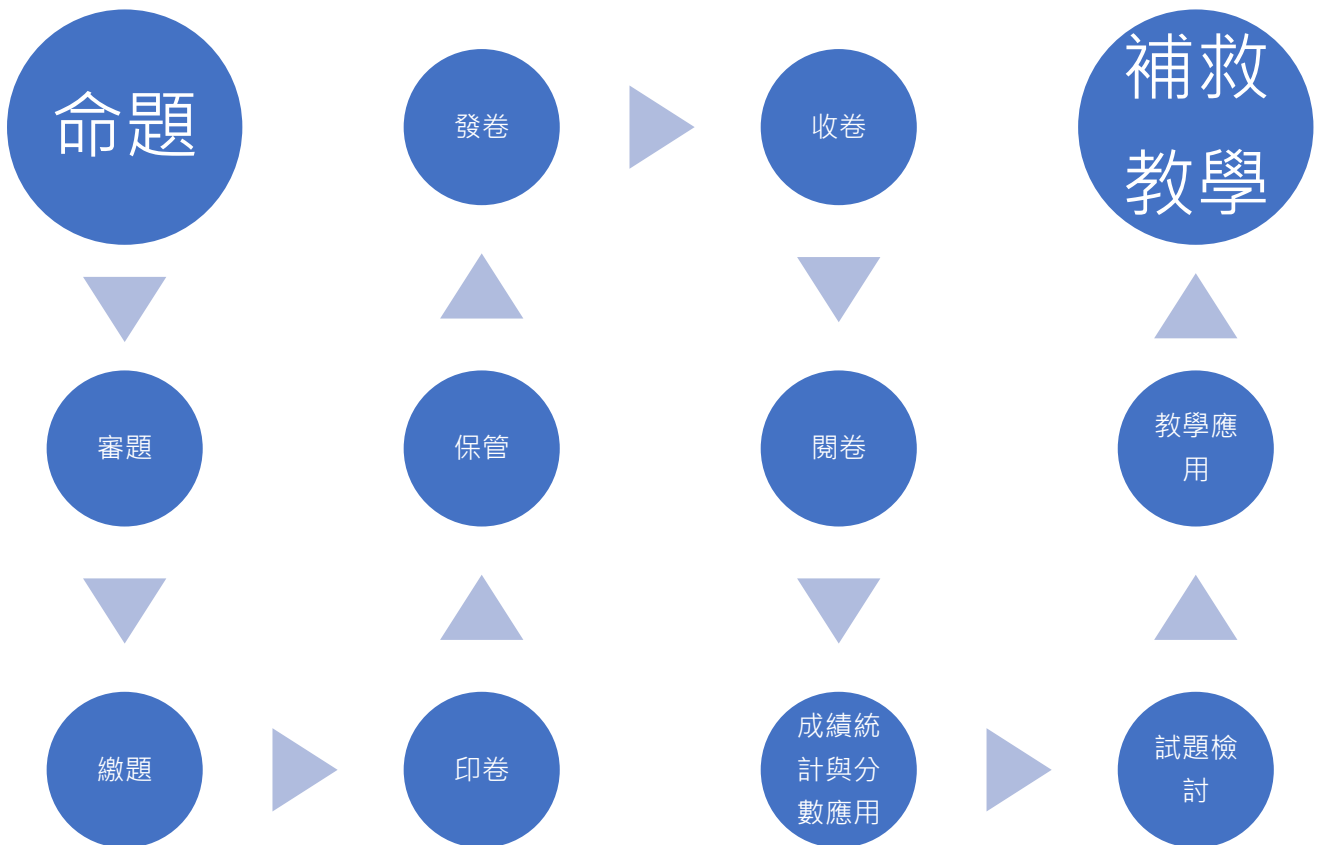 命題
審題
繳題
印卷
保管
發卷
收卷
閱卷
成績統
計與分
數應用
試題檢
討
教學應
用
補救
教學